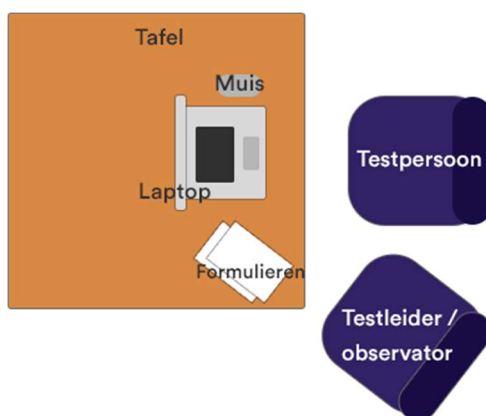 Tafel
Muis
Testpersoon
Laptop
Formulieren
Testleider /
observator